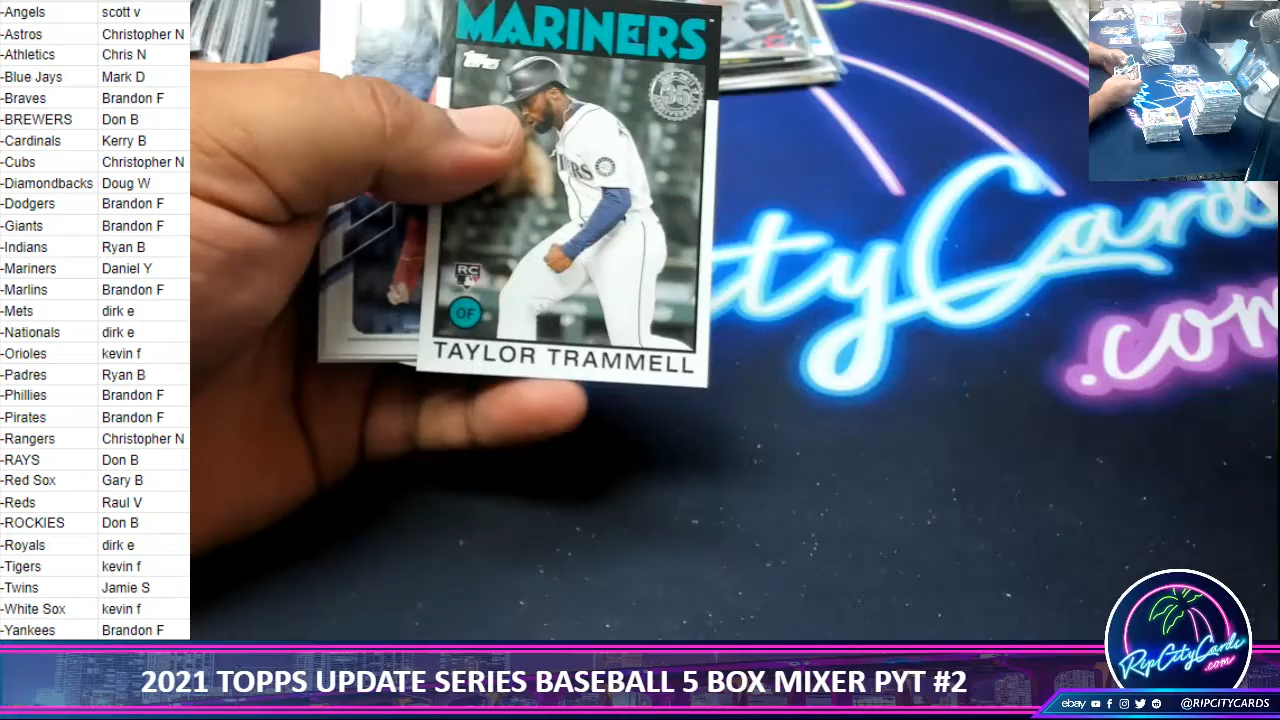 -Angels scott v
-Astros Christopher N
-Athletics Chris N
-Blue Jays Mark D
-Braves Brandon F
-BREWERS Don B
-Cardinals Kerry B
-Cubs Christopher N
-Diamondbacks Doug W
-Dodgers Brandon F
-Giants Brandon F
-Indians Ryan B
-Mariners Daniel Y
-Marlins Brandon F
-Mets dirk e
-Nationals dirk e
-Orioles kevin f
-Padres Ryan B
-Phillies Brandon F
-Pirates Brandon F
-Rangers Christopher N
-RAYS Don B
-Red Sox Gary B
-Reds Raul V
-ROCKIES Don B
-Royals dirk e
-Tigers kevin f
-Twins Jamie S
-White Sox kevin f
-Yankees Brandon F
MARINERS
Topps
35
RC
OF
TAYLOR TRAMMELL
tyCards
.com
RipCityCards
.com
2021 TOPPS UPDATE SERIES BASEBALL 5 BOX MIXER PYT #2
ebay @RIPCITYCARDS